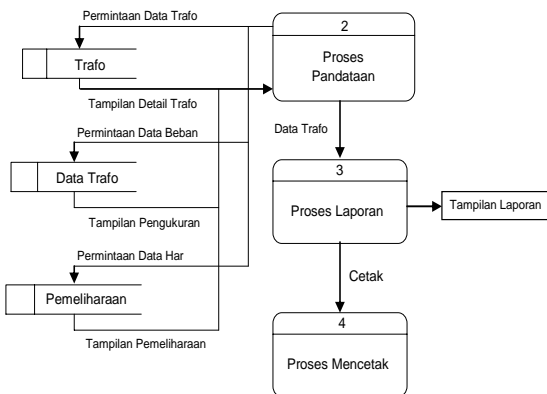 Permintaan Data Trafo
Trafo
Tampilan Detail Trafo
Permintaan Data Beban
Data Trafo
Tampilan Pengukuran
Permintaan Data Har
Pemeliharaan
Tampilan Pemeliharaan
2
Proses
Pandataan
Data Trafo
3
Proses Laporan
Tampilan Laporan
Cetak
4
Proses Mencetak